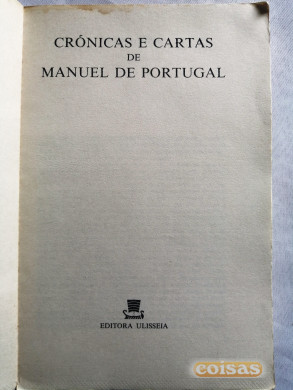 CRÓNICAS E CARTAS
DE
MANUEL DE PORTUGAL
EDITORA ULISSEIA
coisas